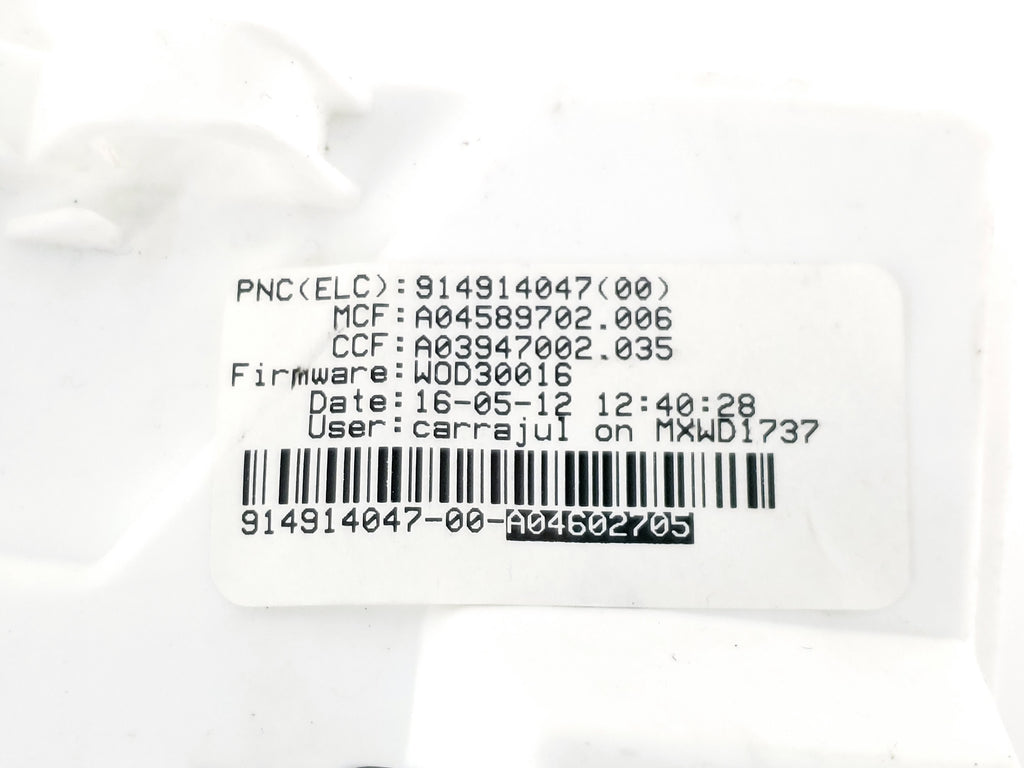 PNC(ELC):914914047(00)
MCF:A04589702.006
CCF:A03947002.035
Firmware:WOD30016
Date:16-05-12 12:40:28
User:carrajul on MXWD1737
914914047-00-A04602705